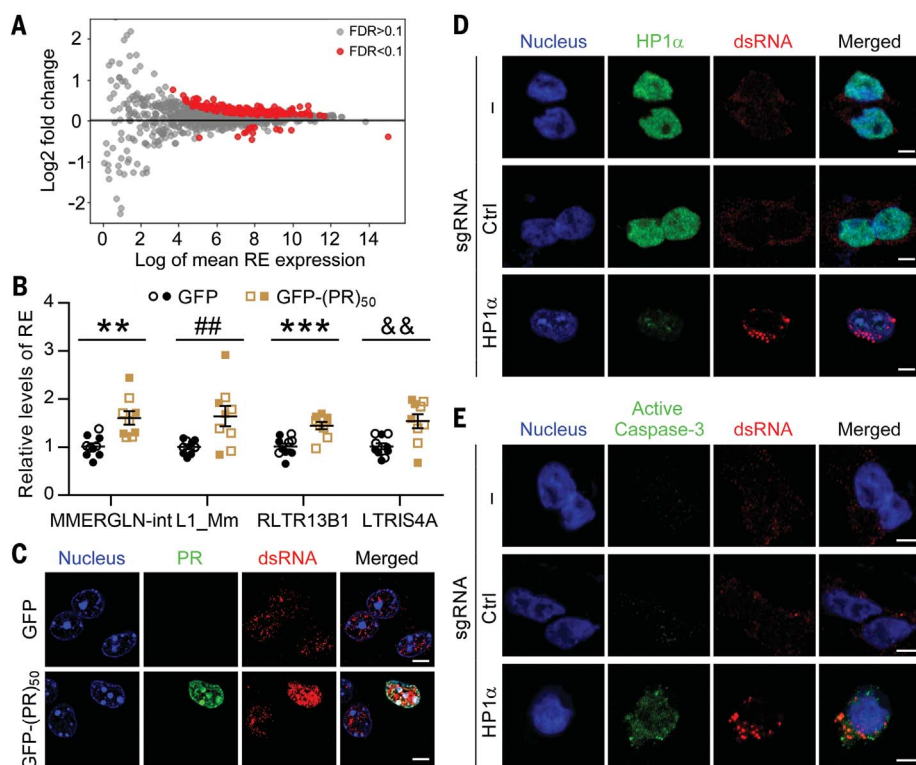 A
FDR>0.1
FDR<0.1
Log2 fold change
2
1
0
-1
-2
0 2 4 6 8 10 12 14
Log of mean RE expression
B
GFP GFP-(PR)50
** ## *** &&
Relative levels of RE
4
3
2
1
0
MMERGLN-int L1_Mm RLTR13B1 LTRIS4A
C
Nucleus PR dsRNA Merged
GFP
GFP-(PR)50
D
Nucleus HP1α dsRNA Merged
–
sgRNA
Ctrl
HP1α
E
Nucleus Active Caspase-3 dsRNA Merged
–
sgRNA
Ctrl
HP1α